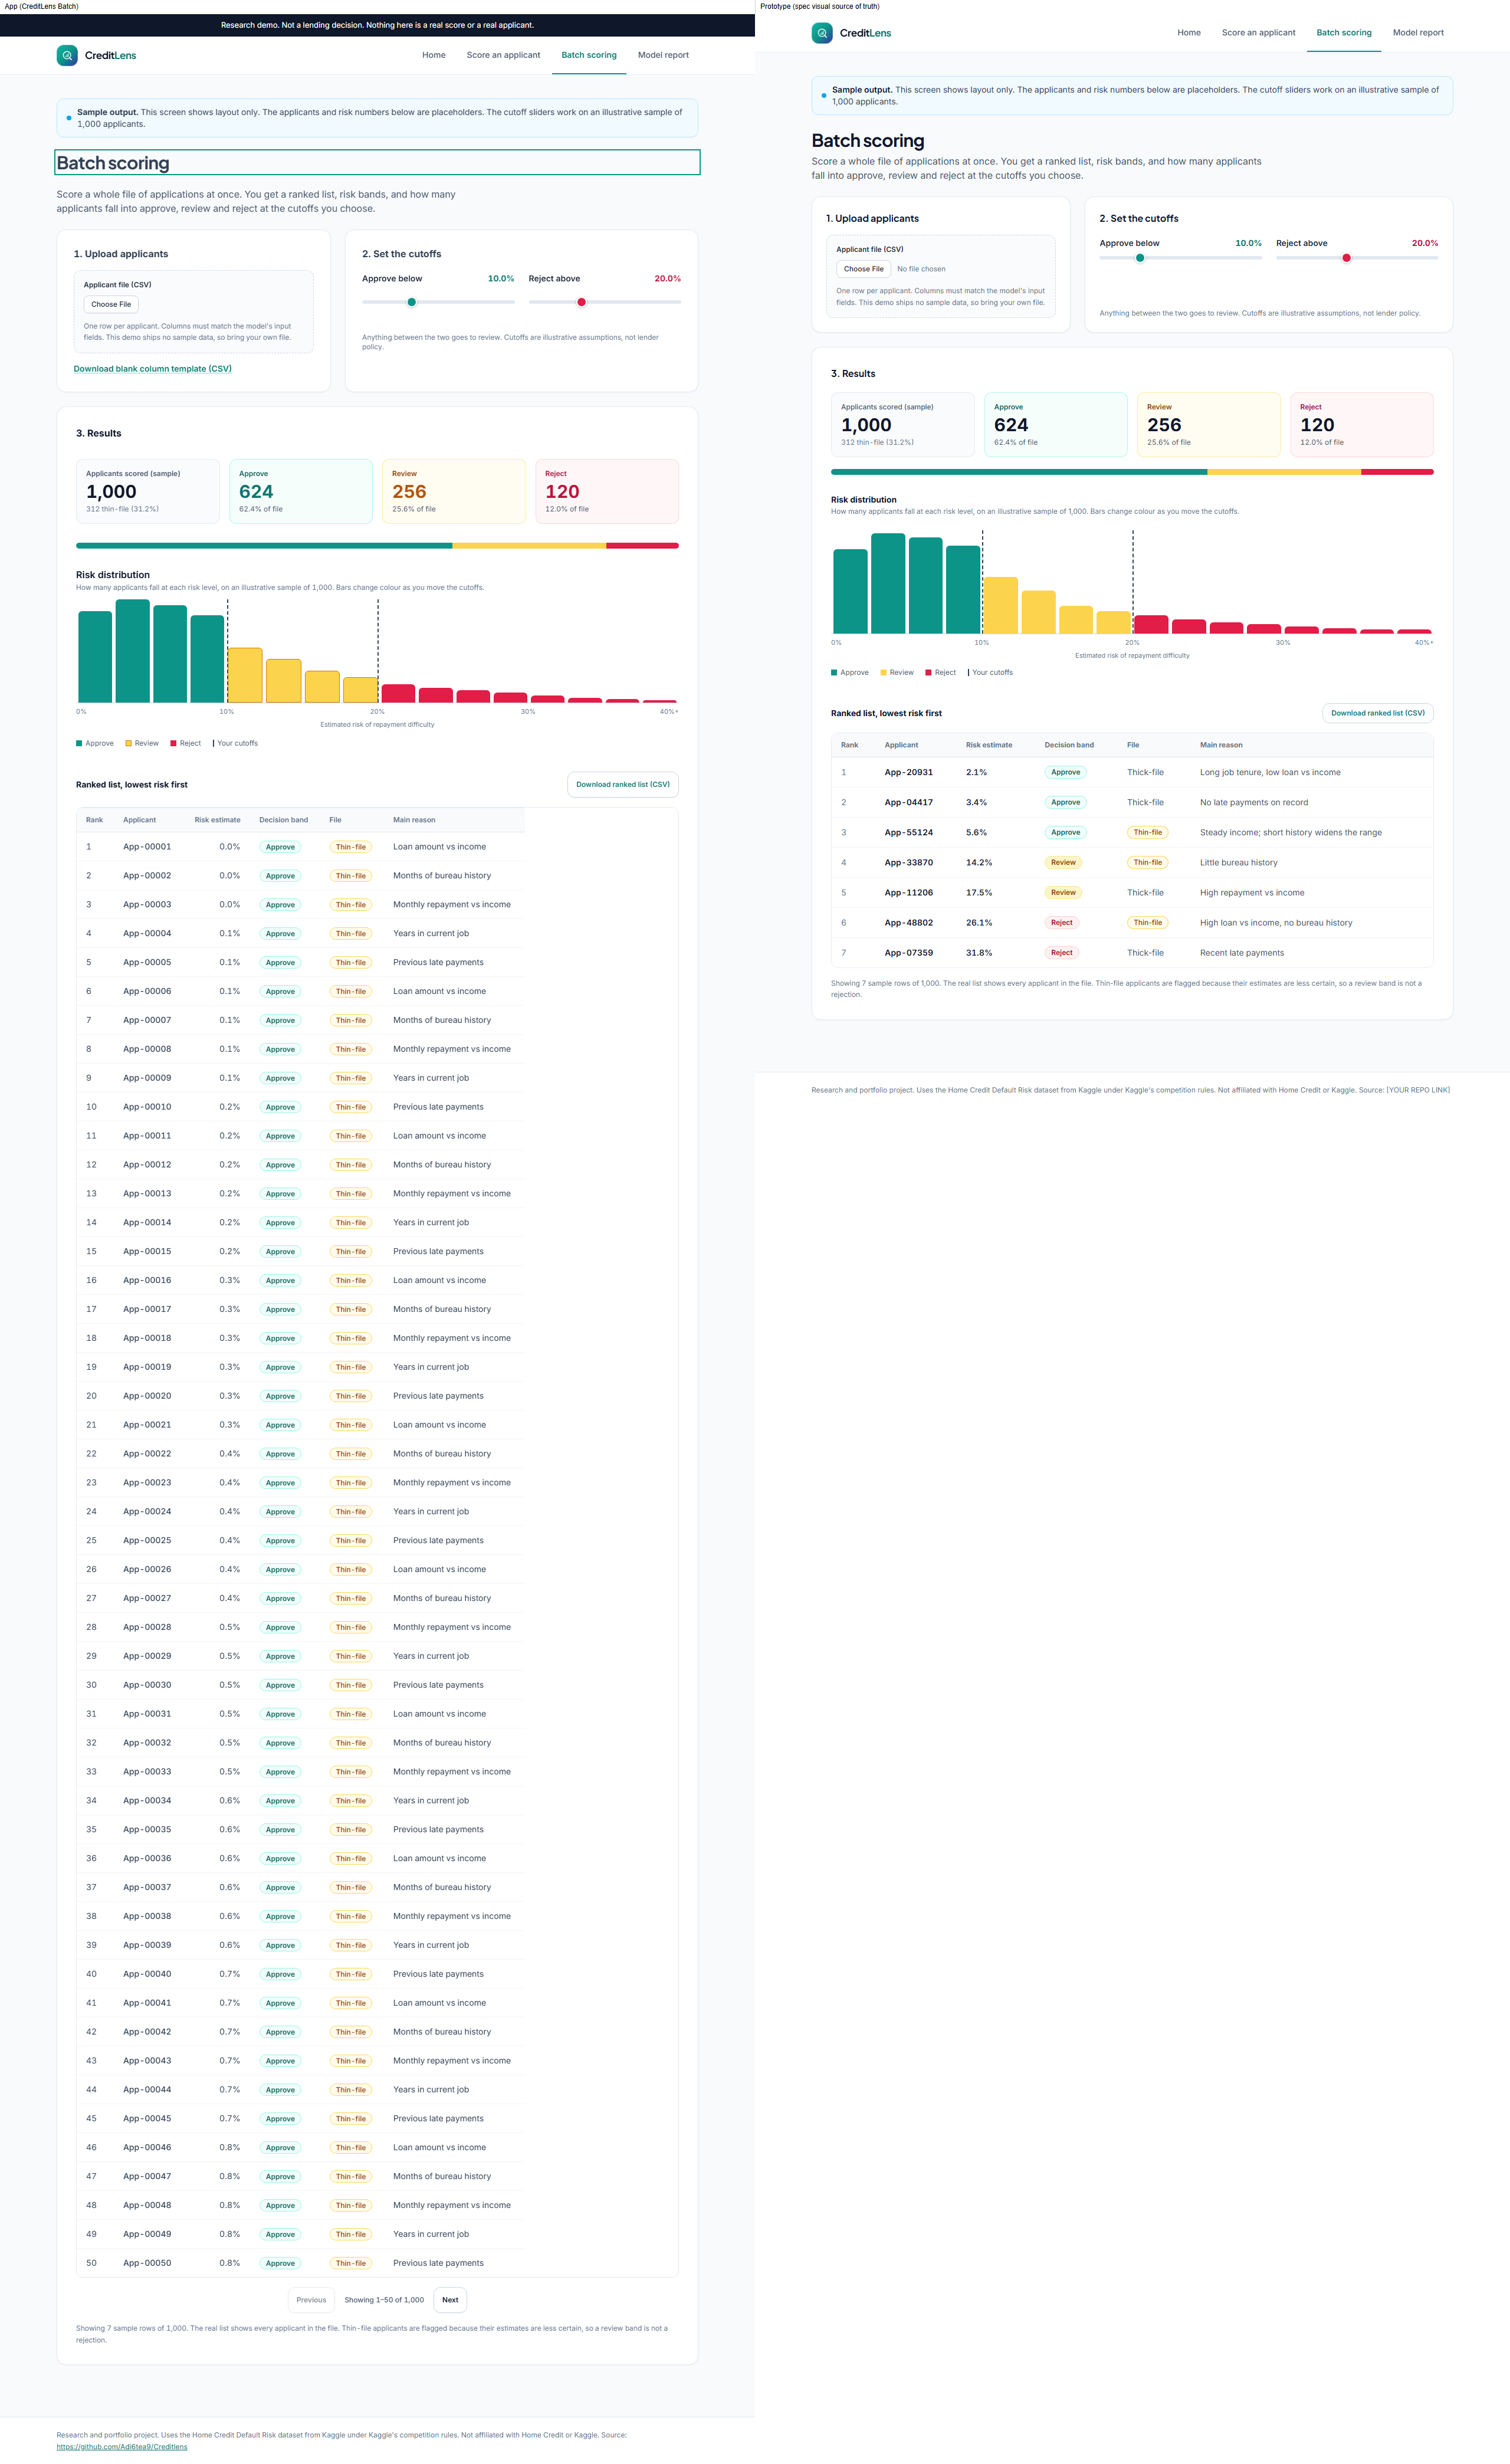 App (CreditLens Batch)
Research demo. Not a lending decision. Nothing here is a real score or a real applicant.
CreditLens
Home
Score an applicant
Batch scoring
Model report
Sample output. This screen shows layout only. The applicants and risk numbers below are placeholders. The cutoff sliders work on an illustrative sample of
1,000 applicants.
Batch scoring
Score a whole file of applications at once. You get a ranked list, risk bands, and how many
applicants fall into approve, review and reject at the cutoffs you choose.
1. Upload applicants
Applicant file (CSV)
Choose File
One row per applicant. Columns must match the model's input
fields. This demo ships no sample data, so bring your own file.
Download blank column template (CSV)
2. Set the cutoffs
Approve below 10.0%
Reject above 20.0%
Anything between the two goes to review. Cutoffs are illustrative assumptions, not lender
policy.
3. Results
Applicants scored (sample)
1,000
312 thin-file (31.2%)
Approve
624
62.4% of file
Review
256
25.6% of file
Reject
120
12.0% of file
Risk distribution
How many applicants fall at each risk level, on an illustrative sample of 1,000. Bars change colour as you move the cutoffs.
0% 10% 20% 30% 40%+
Estimated risk of repayment difficulty
Approve Review Reject Your cutoffs
Ranked list, lowest risk first
Download ranked list (CSV)
Rank Applicant Risk estimate Decision band File Main reason
1 App-00001 0.0% Approve Thin-file Loan amount vs income
2 App-00002 0.0% Approve Thin-file Months of bureau history
3 App-00003 0.0% Approve Thin-file Monthly repayment vs income
4 App-00004 0.1% Approve Thin-file Years in current job
5 App-00005 0.1% Approve Thin-file Previous late payments
6 App-00006 0.1% Approve Thin-file Loan amount vs income
7 App-00007 0.1% Approve Thin-file Months of bureau history
8 App-00008 0.1% Approve Thin-file Monthly repayment vs income
9 App-00009 0.1% Approve Thin-file Years in current job
10 App-00010 0.2% Approve Thin-file Previous late payments
11 App-00011 0.2% Approve Thin-file Loan amount vs income
12 App-00012 0.2% Approve Thin-file Months of bureau history
13 App-00013 0.2% Approve Thin-file Monthly repayment vs income
14 App-00014 0.2% Approve Thin-file Years in current job
15 App-00015 0.2% Approve Thin-file Previous late payments
16 App-00016 0.3% Approve Thin-file Loan amount vs income
17 App-00017 0.3% Approve Thin-file Months of bureau history
18 App-00018 0.3% Approve Thin-file Monthly repayment vs income
19 App-00019 0.3% Approve Thin-file Years in current job
20 App-00020 0.3% Approve Thin-file Previous late payments
21 App-00021 0.3% Approve Thin-file Loan amount vs income
22 App-00022 0.4% Approve Thin-file Months of bureau history
23 App-00023 0.4% Approve Thin-file Monthly repayment vs income
24 App-00024 0.4% Approve Thin-file Years in current job
25 App-00025 0.4% Approve Thin-file Previous late payments
26 App-00026 0.4% Approve Thin-file Loan amount vs income
27 App-00027 0.4% Approve Thin-file Months of bureau history
28 App-00028 0.5% Approve Thin-file Monthly repayment vs income
29 App-00029 0.5% Approve Thin-file Years in current job
30 App-00030 0.5% Approve Thin-file Previous late payments
31 App-00031 0.5% Approve Thin-file Loan amount vs income
32 App-00032 0.5% Approve Thin-file Months of bureau history
33 App-00033 0.5% Approve Thin-file Monthly repayment vs income
34 App-00034 0.6% Approve Thin-file Years in current job
35 App-00035 0.6% Approve Thin-file Previous late payments
36 App-00036 0.6% Approve Thin-file Loan amount vs income
37 App-00037 0.6% Approve Thin-file Months of bureau history
38 App-00038 0.6% Approve Thin-file Monthly repayment vs income
39 App-00039 0.6% Approve Thin-file Years in current job
40 App-00040 0.7% Approve Thin-file Previous late payments
41 App-00041 0.7% Approve Thin-file Loan amount vs income
42 App-00042 0.7% Approve Thin-file Months of bureau history
43 App-00043 0.7% Approve Thin-file Monthly repayment vs income
44 App-00044 0.7% Approve Thin-file Years in current job
45 App-00045 0.7% Approve Thin-file Previous late payments
46 App-00046 0.8% Approve Thin-file Loan amount vs income
47 App-00047 0.8% Approve Thin-file Months of bureau history
48 App-00048 0.8% Approve Thin-file Monthly repayment vs income
49 App-00049 0.8% Approve Thin-file Years in current job
50 App-00050 0.8% Approve Thin-file Previous late payments
Previous Showing 1–50 of 1,000 Next
Showing 7 sample rows of 1,000. The real list shows every applicant in the file. Thin-file applicants are flagged because their estimates are less certain, so a review band is not a
rejection.
Research and portfolio project. Uses the Home Credit Default Risk dataset from Kaggle under Kaggle's competition rules. Not affiliated with Home Credit or Kaggle. Source:
https://github.com/Adi6tea9/Creditlens
Prototype (spec visual source of truth)
CreditLens
Home
Score an applicant
Batch scoring
Model report
Sample output. This screen shows layout only. The applicants and risk numbers below are placeholders. The cutoff sliders work on an illustrative sample of
1,000 applicants.
Batch scoring
Score a whole file of applications at once. You get a ranked list, risk bands, and how many applicants
fall into approve, review and reject at the cutoffs you choose.
1. Upload applicants
Applicant file (CSV)
Choose File No file chosen
One row per applicant. Columns must match the model's input
fields. This demo ships no sample data, so bring your own file.
2. Set the cutoffs
Approve below 10.0%
Reject above 20.0%
Anything between the two goes to review. Cutoffs are illustrative assumptions, not lender policy.
3. Results
Applicants scored (sample)
1,000
312 thin-file (31.2%)
Approve
624
62.4% of file
Review
256
25.6% of file
Reject
120
12.0% of file
Risk distribution
How many applicants fall at each risk level, on an illustrative sample of 1,000. Bars change colour as you move the cutoffs.
0% 10% 20% 30% 40%+
Estimated risk of repayment difficulty
Approve Review Reject Your cutoffs
Ranked list, lowest risk first
Download ranked list (CSV)
Rank Applicant Risk estimate Decision band File Main reason
1 App-20931 2.1% Approve Thick-file Long job tenure, low loan vs income
2 App-04417 3.4% Approve Thick-file No late payments on record
3 App-55124 5.6% Approve Thin-file Steady income; short history widens the range
4 App-33870 14.2% Review Thin-file Little bureau history
5 App-11206 17.5% Review Thick-file High repayment vs income
6 App-48802 26.1% Reject Thin-file High loan vs income, no bureau history
7 App-07359 31.8% Reject Thick-file Recent late payments
Showing 7 sample rows of 1,000. The real list shows every applicant in the file. Thin-file applicants are flagged because their estimates are less certain, so a review band is not a
rejection.
Research and portfolio project. Uses the Home Credit Default Risk dataset from Kaggle under Kaggle's competition rules. Not affiliated with Home Credit or Kaggle. Source: [YOUR REPO LINK]